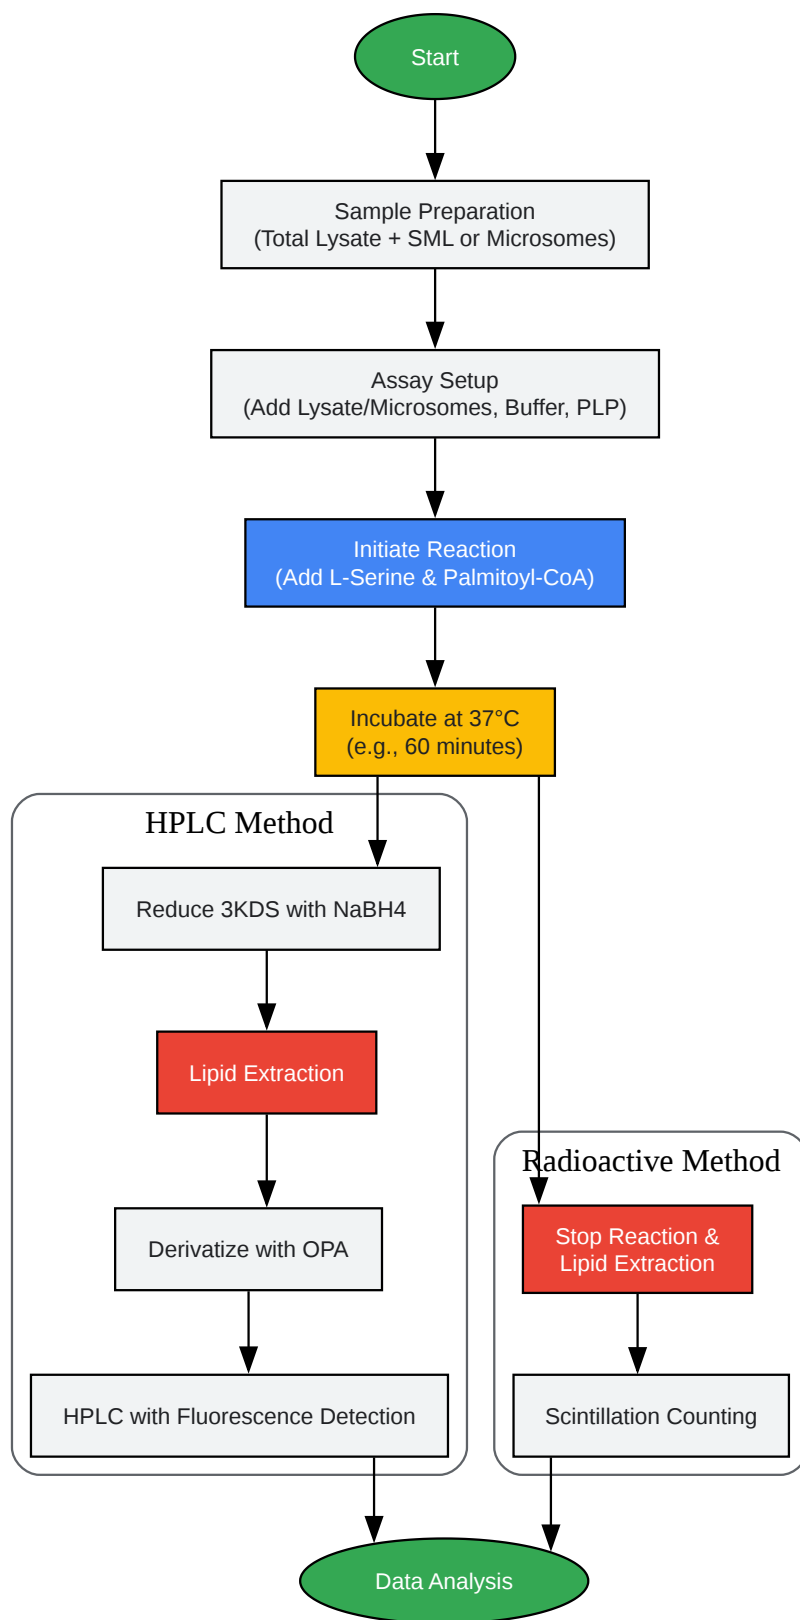 Start
Sample Preparation
(Total Lysate + SML or Microsomes)
Assay Setup
(Add Lysate/Microsomes, Buffer, PLP)
Initiate Reaction
(Add L-Serine & Palmitoyl-CoA)
Incubate at 37°C
(e.g., 60 minutes)
HPLC Method
Reduce 3KDS with NaBH4
Lipid Extraction
Derivatize with OPA
HPLC with Fluorescence Detection
Radioactive Method
Stop Reaction &
Lipid Extraction
Scintillation Counting
Data Analysis